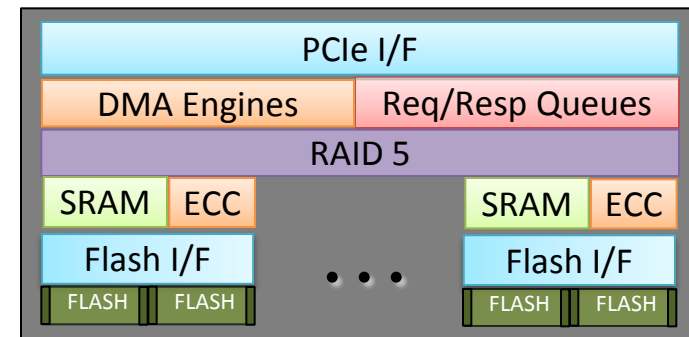 PCIe I/F
DMA Engines Req/Resp Queues
RAID 5
SRAM ECC SRAM ECC
Flash I/F ... Flash I/F
FLASH FLASH FLASH FLASH